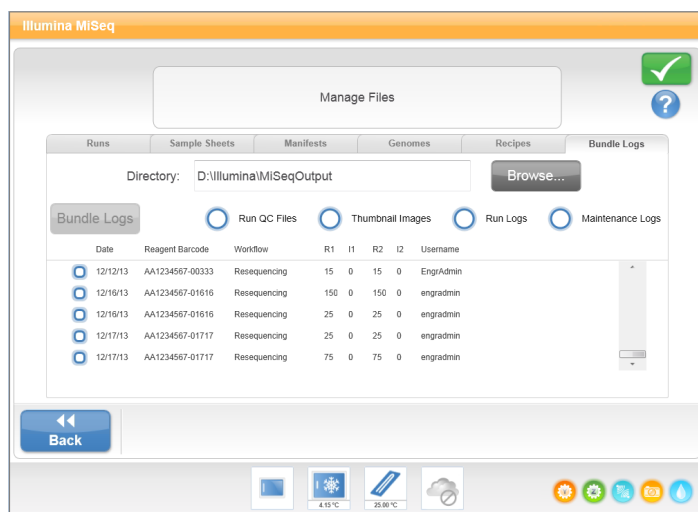 Illumina MiSeq
Manage Files
?
Runs Sample Sheets Manifests Genomes Recipes Bundle Logs
Directory: D:\Illumina\MiSeqOutput Browse...
Bundle Logs Run QC Files Thumbnail Images Run Logs Maintenance Logs
Date Reagent Barcode Workflow R1 I1 R2 I2 Username
12/12/13 AA1234567-00333 Resequencing 15 0 15 0 EngrAdmin
12/16/13 AA1234567-01616 Resequencing 150 0 150 0 engradmin
12/16/13 AA1234567-01616 Resequencing 25 0 25 0 engradmin
12/17/13 AA1234567-01717 Resequencing 25 0 25 0 engradmin
12/17/13 AA1234567-01717 Resequencing 75 0 75 0 engradmin
Back
4.15 °C 25.00 °C